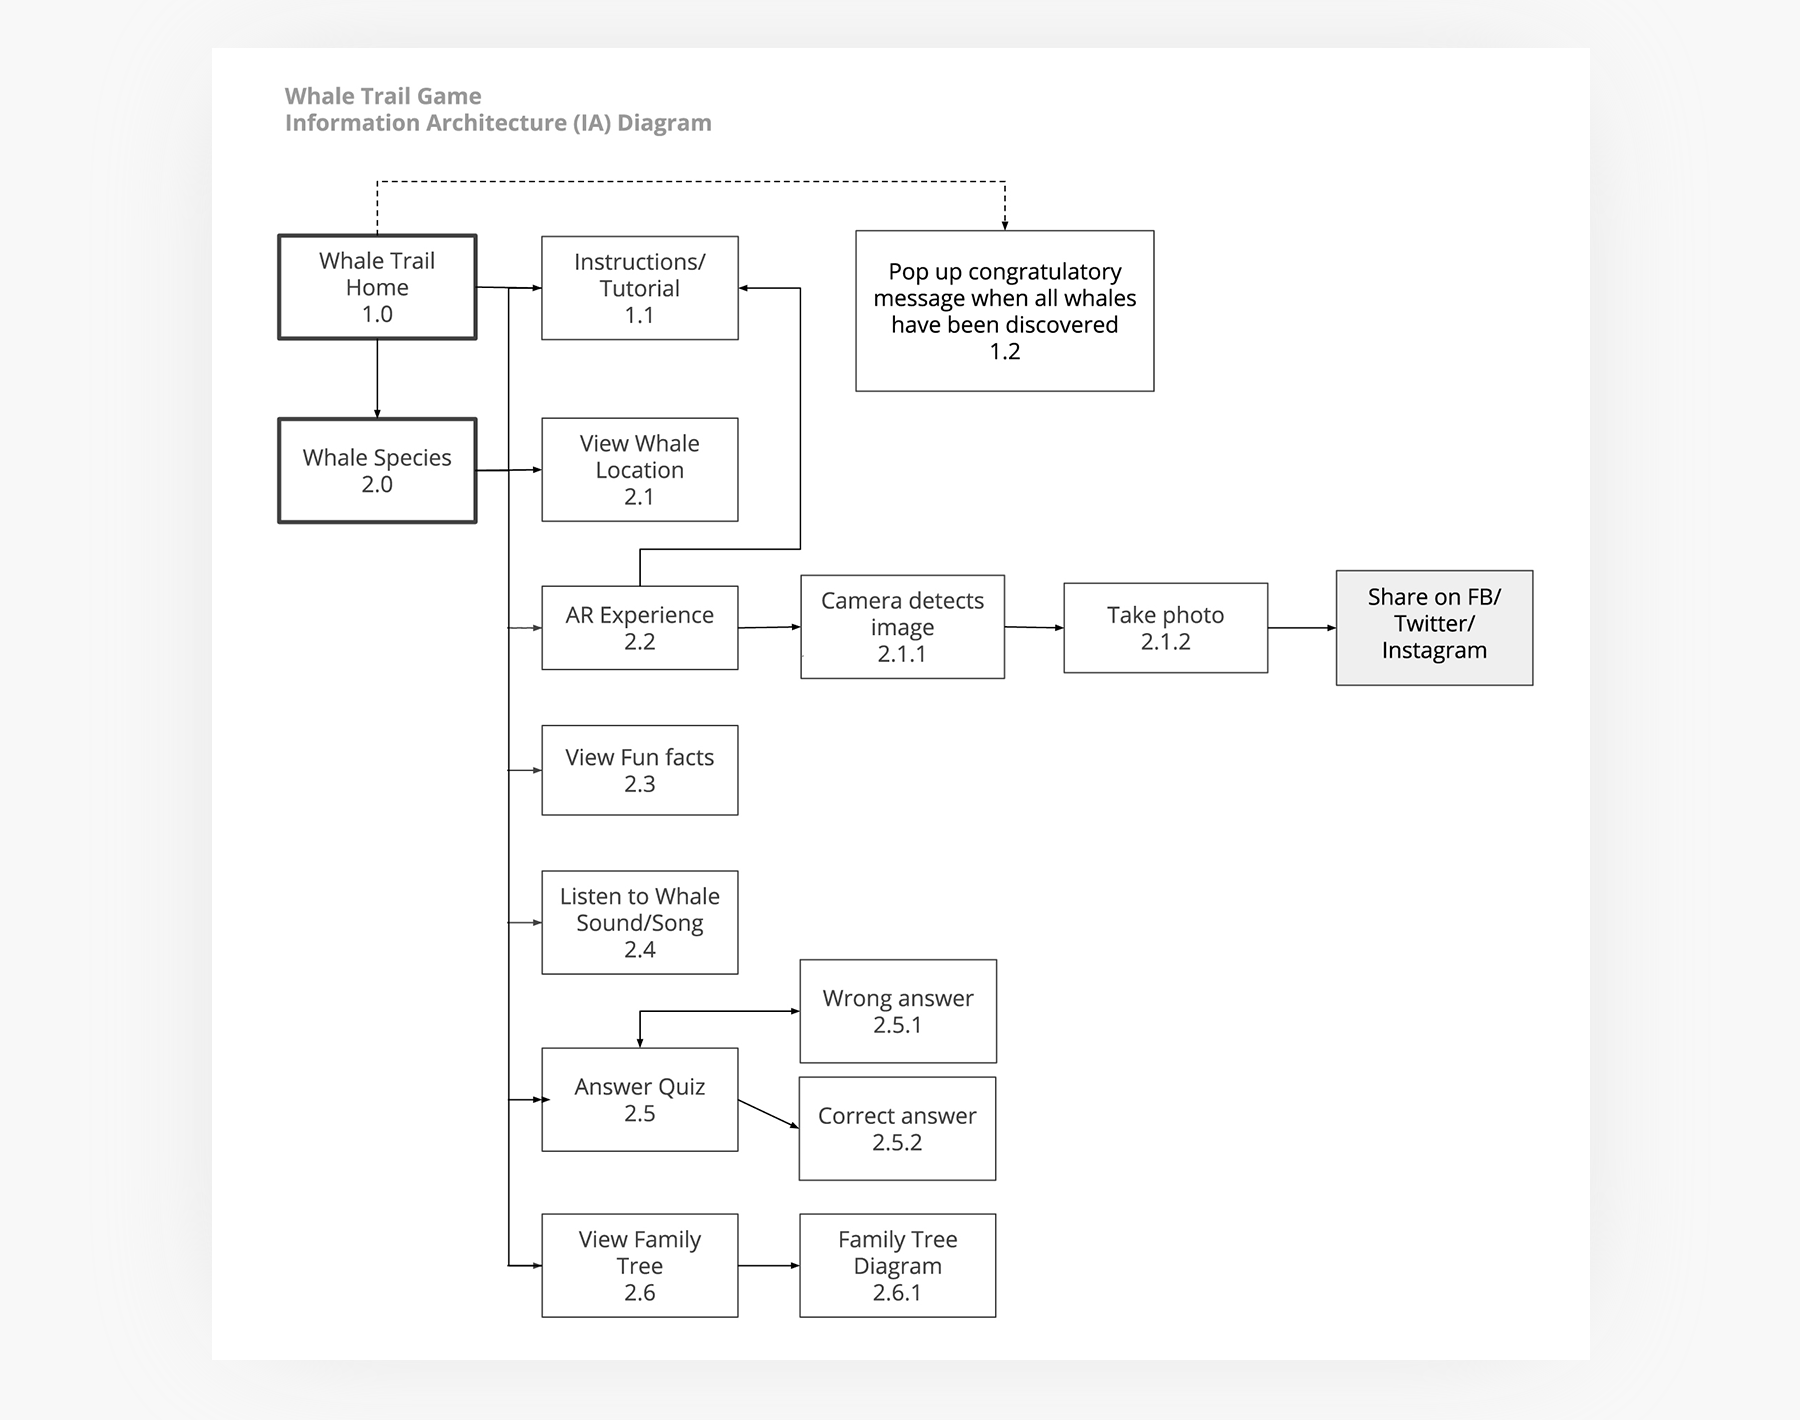 Whale Trail Game
Information Architecture (IA) Diagram
Whale Trail
Home
1.0
Instructions/
Tutorial
1.1
Pop up congratulatory
message when all whales
have been discovered
1.2
Whale Species
2.0
View Whale
Location
2.1
AR Experience
2.2
Camera detects
image
2.1.1
Take photo
2.1.2
Share on FB/
Twitter/
Instagram
View Fun facts
2.3
Listen to Whale
Sound/Song
2.4
Wrong answer
2.5.1
Answer Quiz
2.5
Correct answer
2.5.2
View Family
Tree
2.6
Family Tree
Diagram
2.6.1